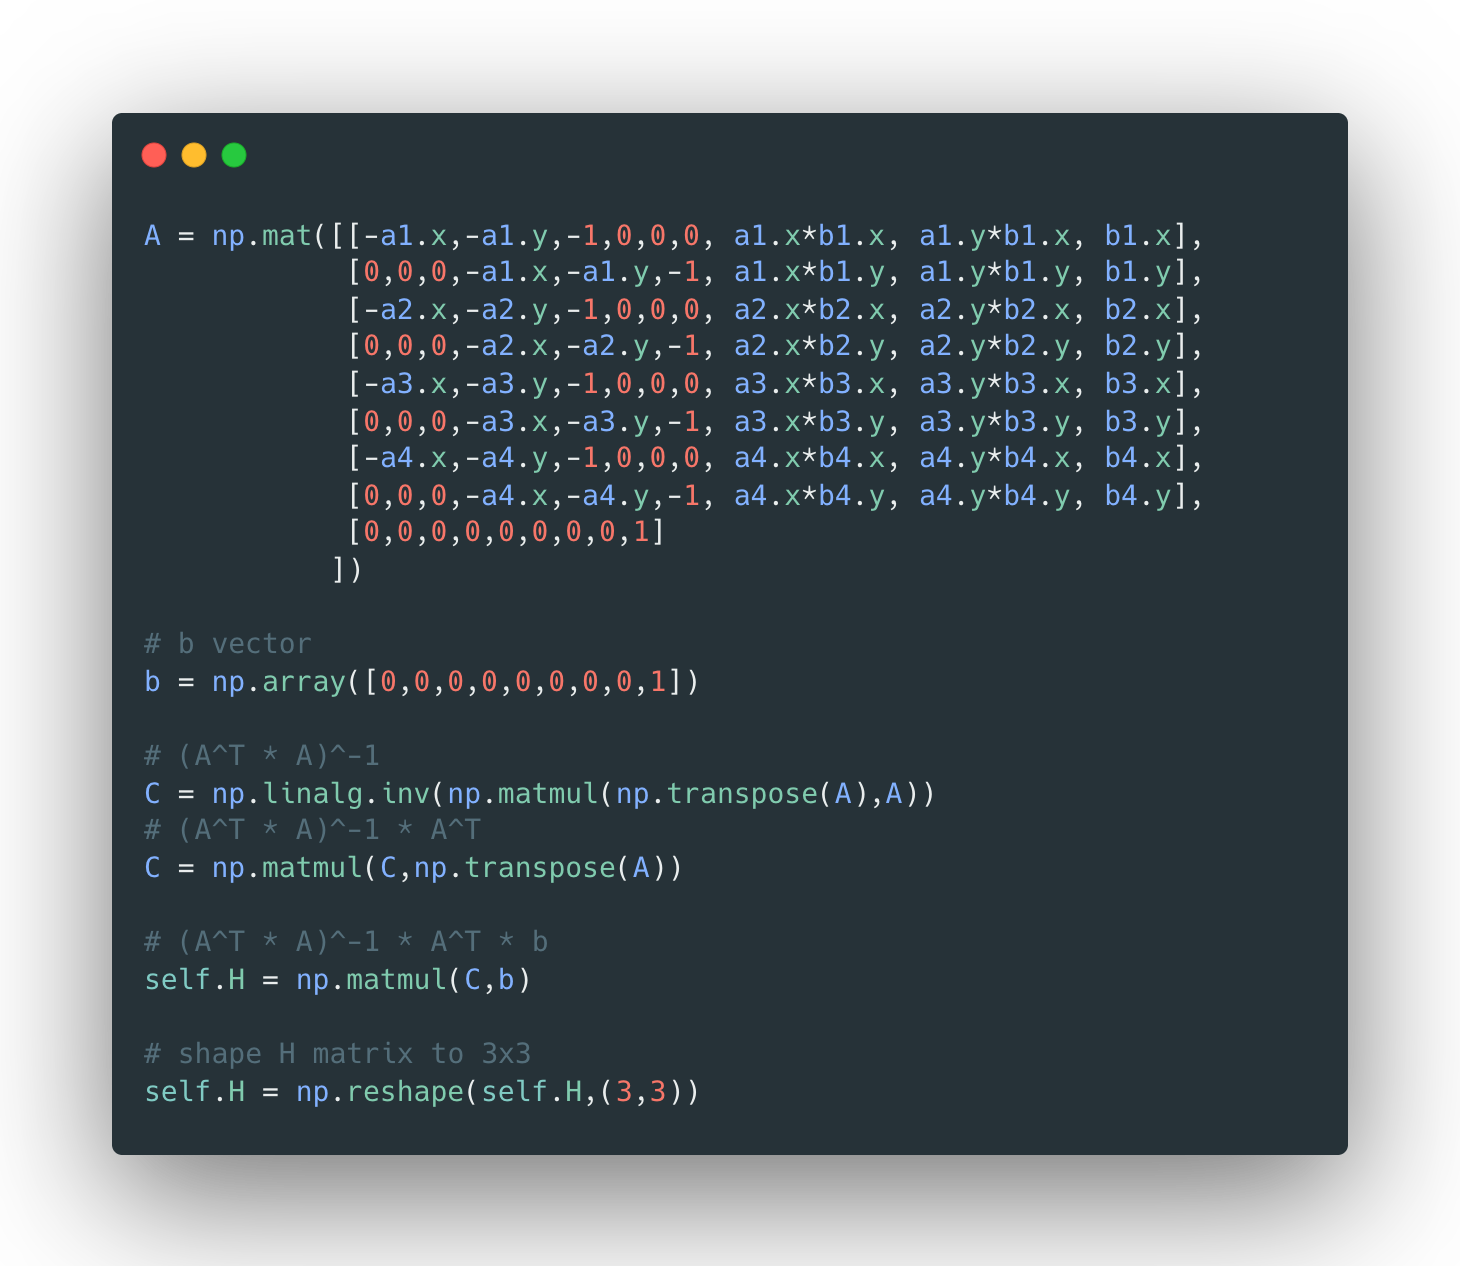 A = np.mat([[-a1.x,-a1.y,-1,0,0,0, a1.x*b1.x, a1.y*b1.x, b1.x],
            [0,0,0,-a1.x,-a1.y,-1, a1.x*b1.y, a1.y*b1.y, b1.y],
            [-a2.x,-a2.y,-1,0,0,0, a2.x*b2.x, a2.y*b2.x, b2.x],
            [0,0,0,-a2.x,-a2.y,-1, a2.x*b2.y, a2.y*b2.y, b2.y],
            [-a3.x,-a3.y,-1,0,0,0, a3.x*b3.x, a3.y*b3.x, b3.x],
            [0,0,0,-a3.x,-a3.y,-1, a3.x*b3.y, a3.y*b3.y, b3.y],
            [-a4.x,-a4.y,-1,0,0,0, a4.x*b4.x, a4.y*b4.x, b4.x],
            [0,0,0,-a4.x,-a4.y,-1, a4.x*b4.y, a4.y*b4.y, b4.y],
            [0,0,0,0,0,0,0,0,1]
           ])

# b vector
b = np.array([0,0,0,0,0,0,0,0,1])

# (A^T * A)^-1
C = np.linalg.inv(np.matmul(np.transpose(A),A))
# (A^T * A)^-1 * A^T
C = np.matmul(C,np.transpose(A))

# (A^T * A)^-1 * A^T * b
self.H = np.matmul(C,b)

# shape H matrix to 3x3
self.H = np.reshape(self.H,(3,3))